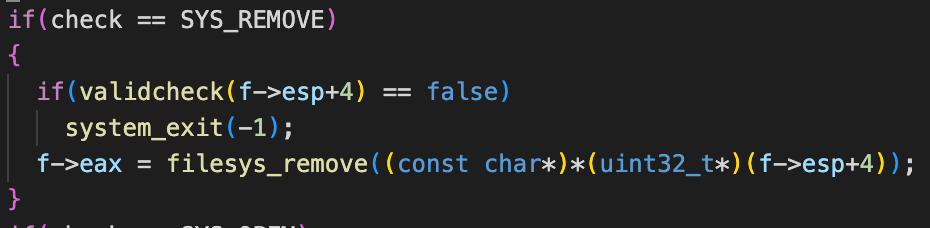 if(check == SYS_REMOVE)
{
if(validcheck(f->esp+4) == false)
system_exit(-1);
f->eax = filesys_remove((const char*)*(uint32_t*)(f->esp+4));
}